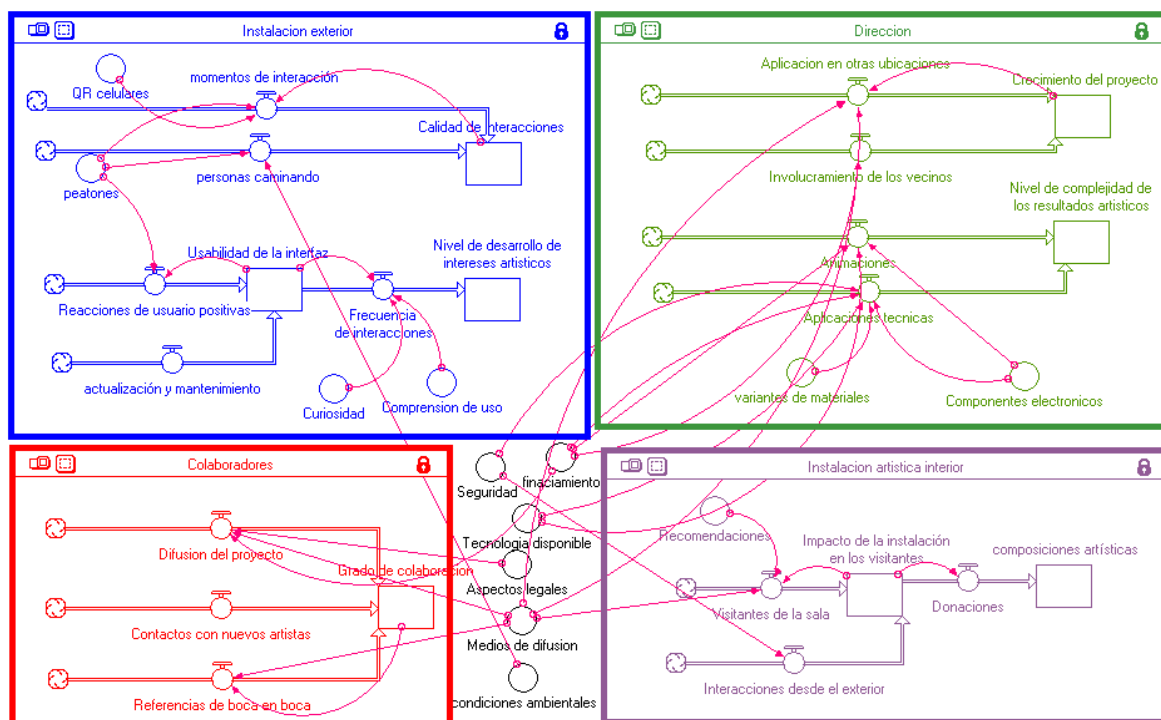 Instalacion exterior
QR celulares
momentos de interacción
Calidad de interacciones
peatones
personas caminando
Usabilidad de la interfaz
Nivel de desarrollo de
intereses artisticos
Reacciones de usuario positivas
Frecuencia
de interacciones
actualización y mantenimiento
Curiosidad
Comprension de uso
Direccion
Aplicacion en otras ubicaciones
Crecimiento del proyecto
Involucramiento de los vecinos
Nivel de complejidad de
los resultados artisticos
Animaciones
Aplicaciones tecnicas
variantes de materiales
Componentes electronicos
Colaboradores
Difusion del proyecto
Grado de colaboracion
Contactos con nuevos artistas
Referencias de boca en boca
Seguridad
finaciamiento
Tecnologia disponible
Aspectos legales
Medios de difusion
condiciones ambientales
Instalacion artistica interior
Recomendaciones
Impacto de la instalación
en los visitantes
composiciones artísticas
Visitantes de la sala
Donaciones
Interacciones desde el exterior